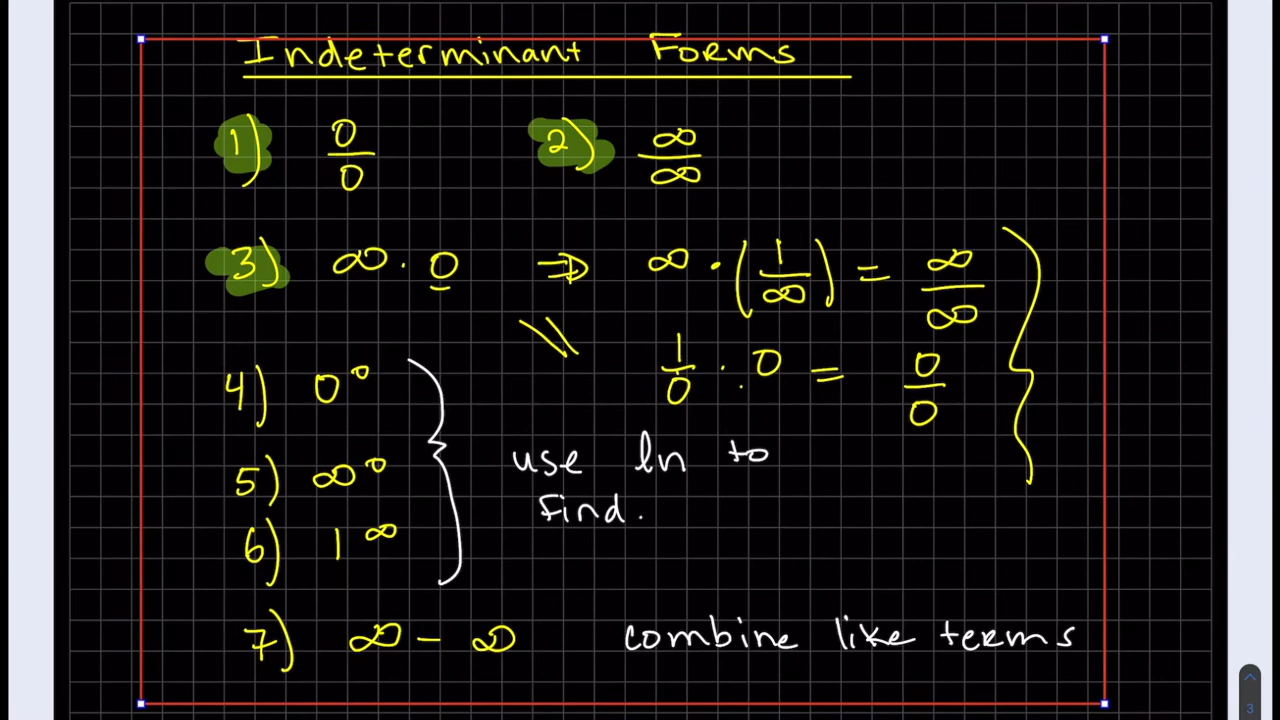 Indeterminant Forms
1) 0/0 2) ∞/∞
3) ∞ · 0 ⇒ ∞ · (1/∞) = ∞/∞
1/0 · 0 = 0/0
4) 0⁰
use ln to
5) ∞⁰
find.
6) 1^∞
7) ∞ - ∞ combine like terms
3